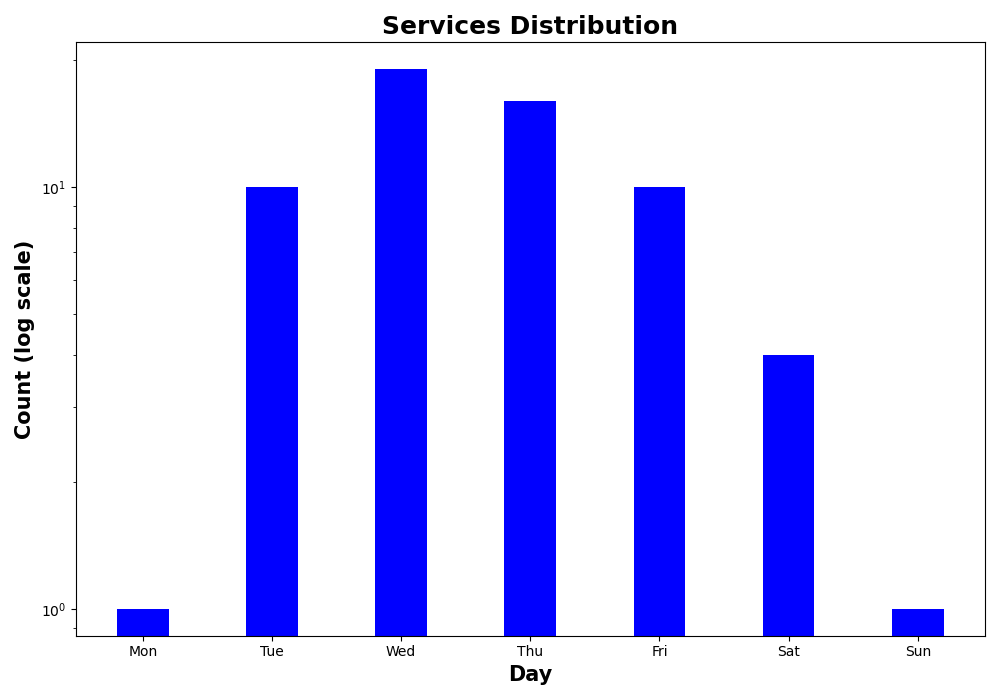 Services Distribution
Count (log scale)
10¹
10⁰
Mon Tue Wed Thu Fri Sat Sun
Day